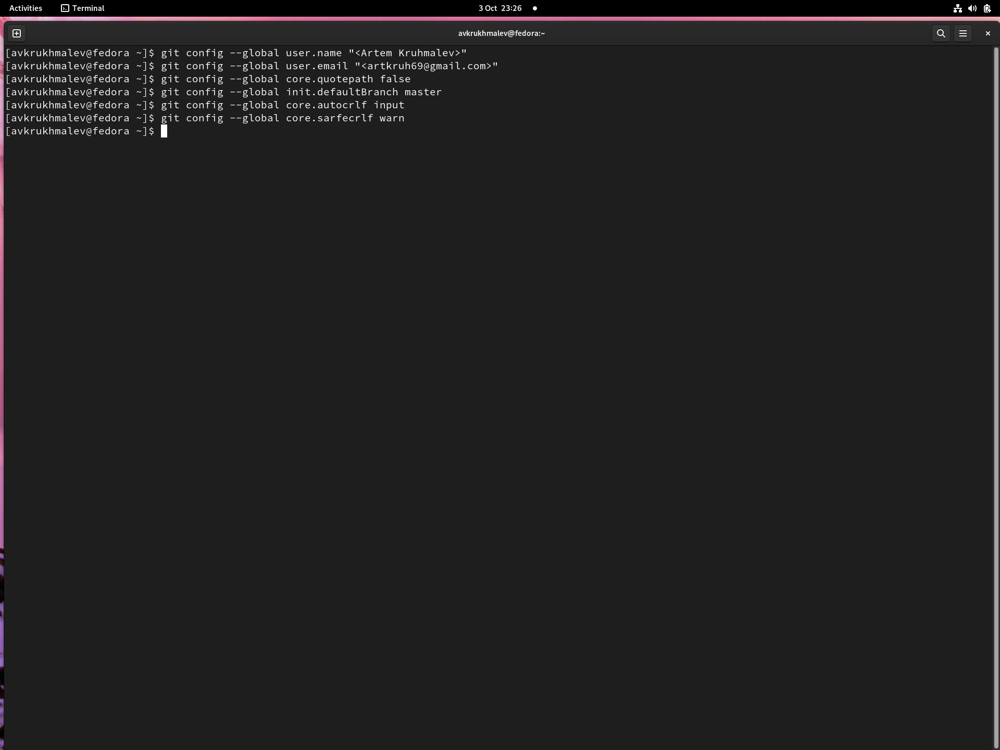 Activities Terminal 3 Oct 23:26
avkrukhmalev@fedora:~
[avkrukhmalev@fedora ~]$ git config --global user.name "<Artem Kruhmalev>"
[avkrukhmalev@fedora ~]$ git config --global user.email "<artkruh69@gmail.com>"
[avkrukhmalev@fedora ~]$ git config --global core.quotepath false
[avkrukhmalev@fedora ~]$ git config --global init.defaultBranch master
[avkrukhmalev@fedora ~]$ git config --global core.autocrlf input
[avkrukhmalev@fedora ~]$ git config --global core.sarfecrlf warn
[avkrukhmalev@fedora ~]$